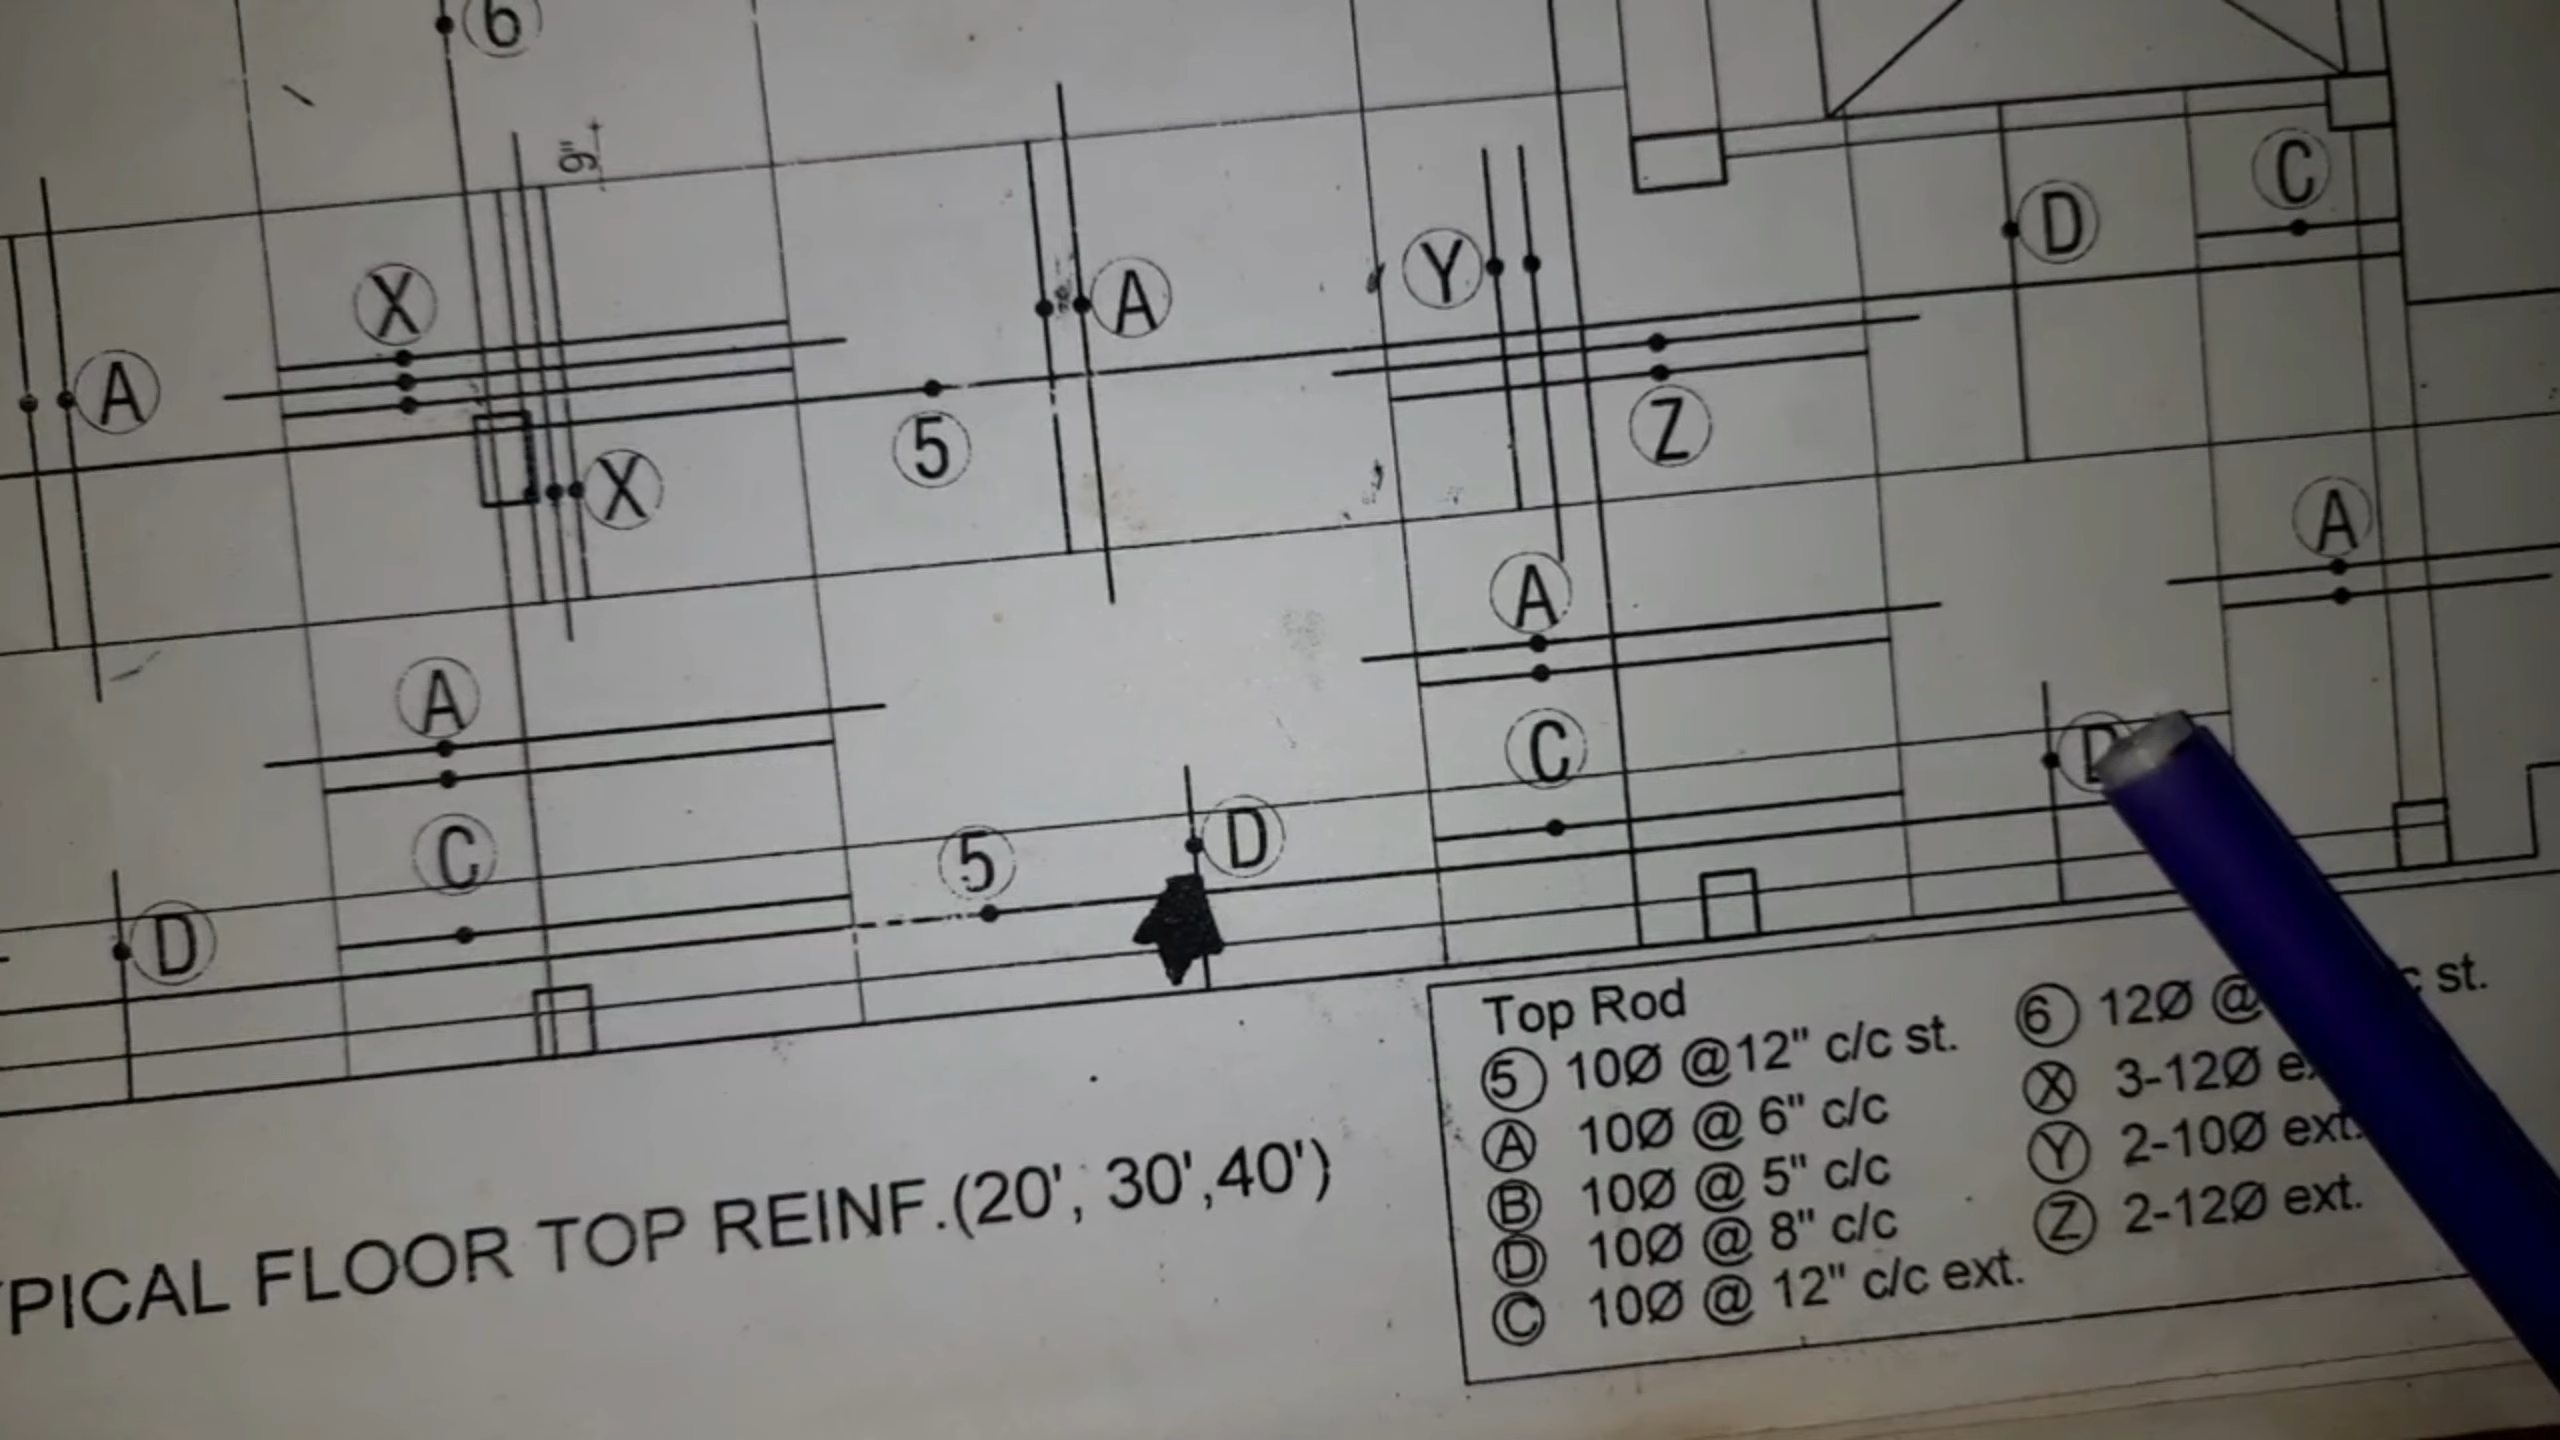 6
9"
C
D
X
A
Y
A
5
Z
X
A
A
A
C
D
5
C
D
Top Rod
5 10Ø @12" c/c st.
A 10Ø @ 6" c/c
B 10Ø @ 5" c/c
D 10Ø @ 8" c/c
C 10Ø @ 12" c/c ext.
6 12Ø @ st.
X 3-12Ø
Y 2-10Ø ext.
Z 2-12Ø ext.
FLOOR TOP REINF.(20', 30',40')